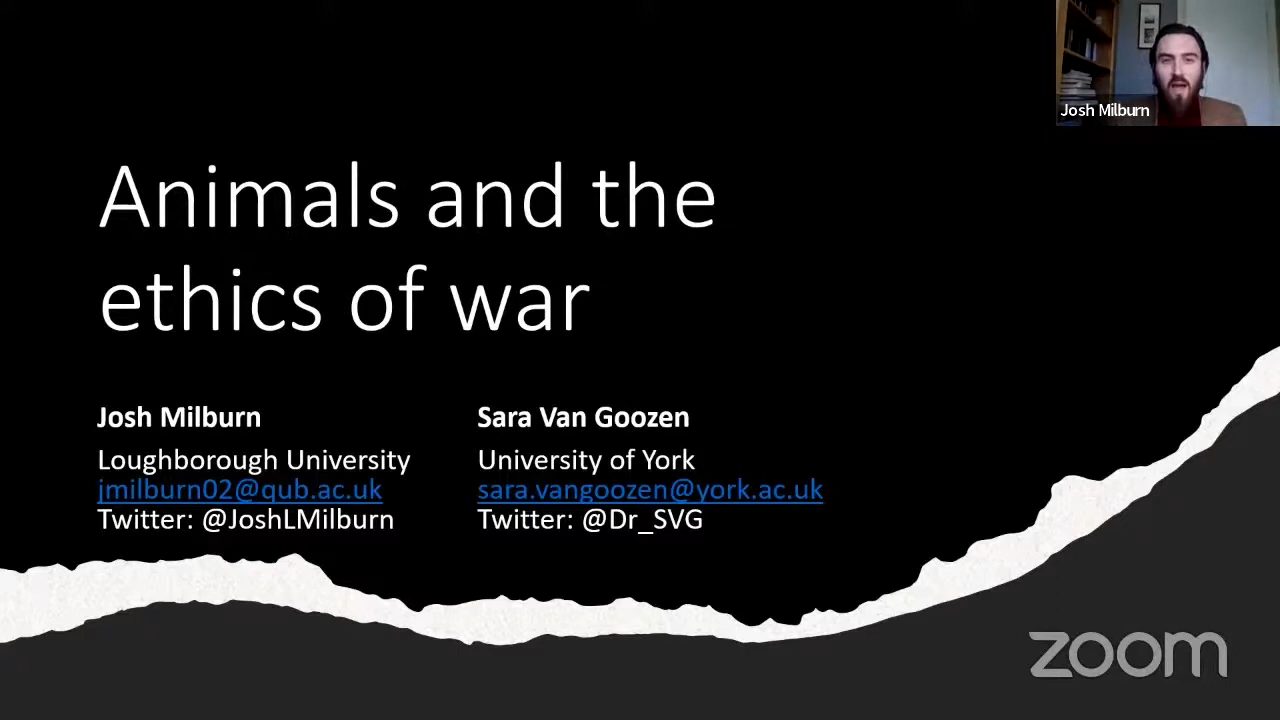 Josh Milburn
Animals and the
ethics of war
Josh Milburn
Loughborough University
jmilburn02@qub.ac.uk
Twitter: @JoshLMilburn
Sara Van Goozen
University of York
sara.vangoozen@york.ac.uk
Twitter: @Dr_SVG
zoom